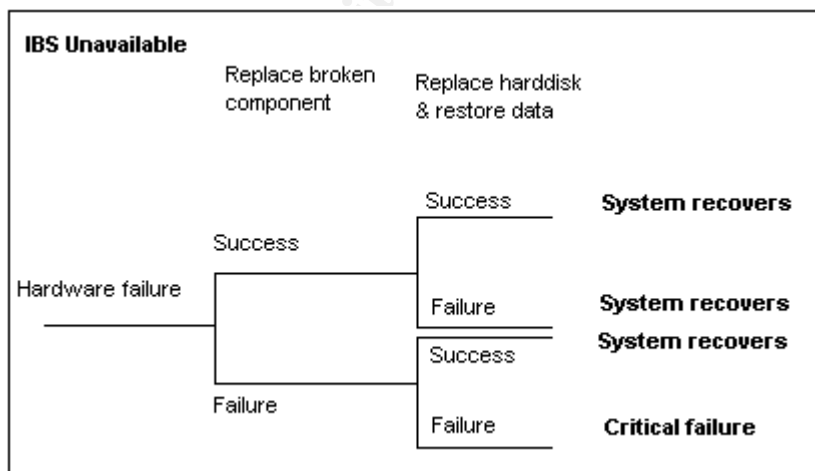 IBS Unavailable
Replace broken
component
Replace harddisk
& restore data
Success
System recovers
Success
Hardware failure
Failure
System recovers
System recovers
Success
Failure
Failure
Critical failure